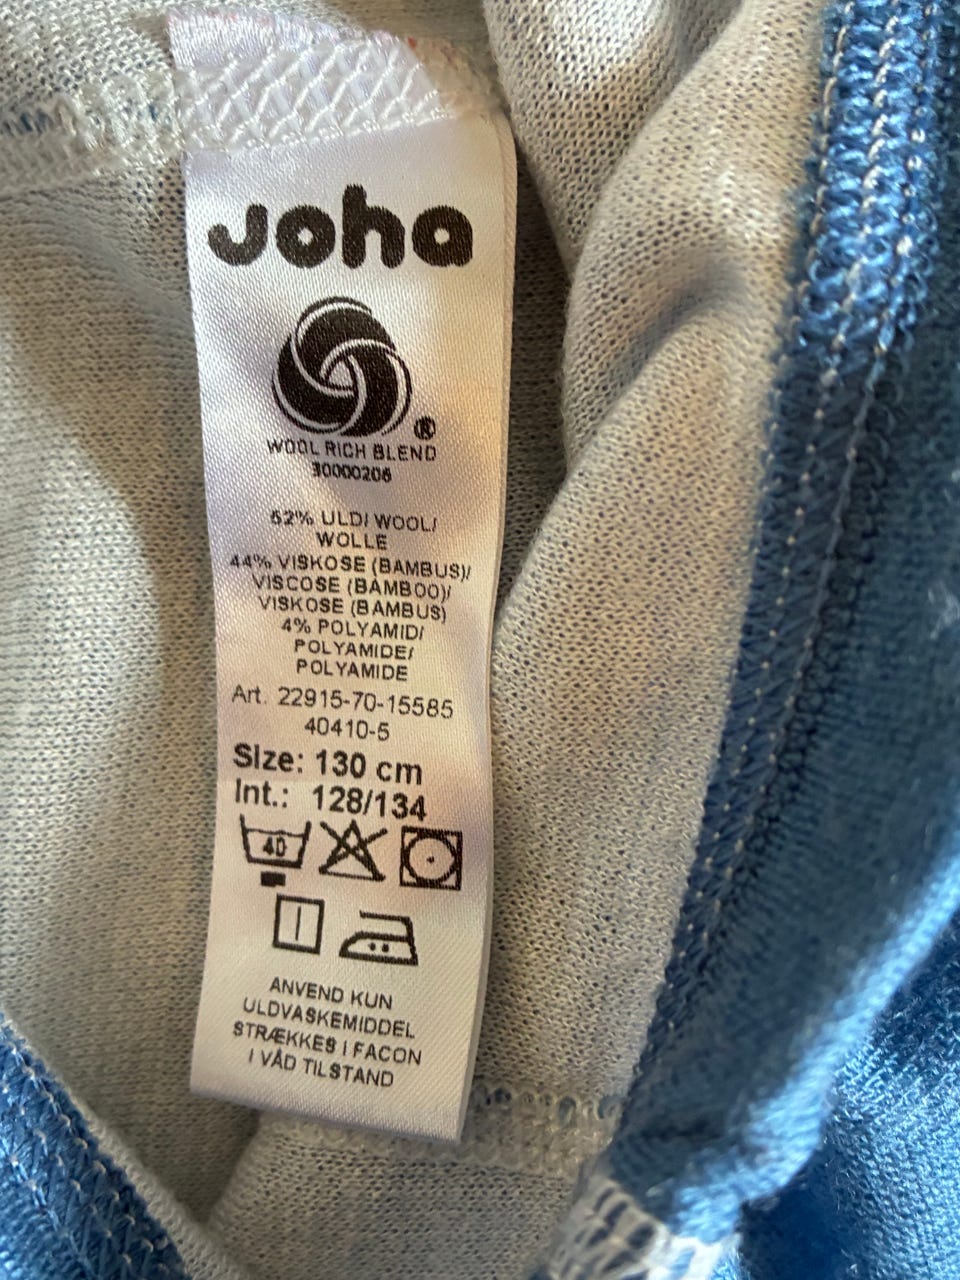 Joha
®
WOOL RICH BLEND
30000206
52% ULD/ WOOL/
WOLLE
44% VISKOSE (BAMBUS)/
VISCOSE (BAMBOO)/
VISKOSE (BAMBUS)
4% POLYAMID/
POLYAMIDE/
POLYAMIDE
Art. 22915-70-15585
40410-5
Size: 130 cm
Int.: 128/134
40
ANVEND KUN
ULDVASKEMIDDEL
STRÆKKES I FACON
I VÅD TILSTAND